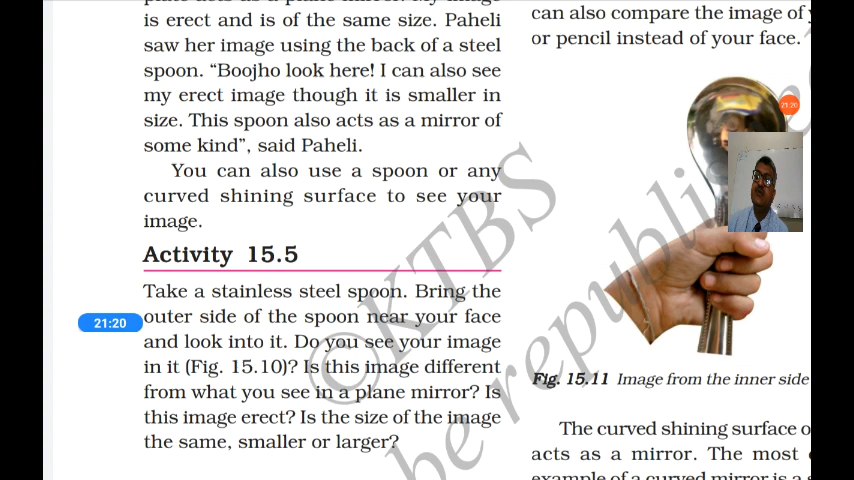 plate acts as a plane mirror. My image
is erect and is of the same size. Paheli
saw her image using the back of a steel
spoon. “Boojho look here! I can also see
my erect image though it is smaller in
size. This spoon also acts as a mirror of
some kind”, said Paheli.
You can also use a spoon or any
curved shining surface to see your
image.
Activity 15.5
Take a stainless steel spoon. Bring the
21:20
outer side of the spoon near your face
and look into it. Do you see your image
in it (Fig. 15.10)? Is this image different
from what you see in a plane mirror? Is
this image erect? Is the size of the image
the same, smaller or larger?
can also compare the image of
or pencil instead of your face.
21:20
Fig. 15.11 Image from the inner side
The curved shining surface
acts as a mirror. The most
example of a curved mirror is a
©KTBS
be republis